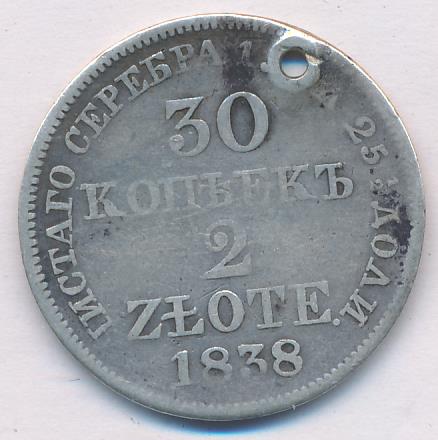 ЧИСТАГО СЕРЕБРА 1 25 ДОЛИ
30
КОПѢЕКЪ
2
ZŁOTE.
1838